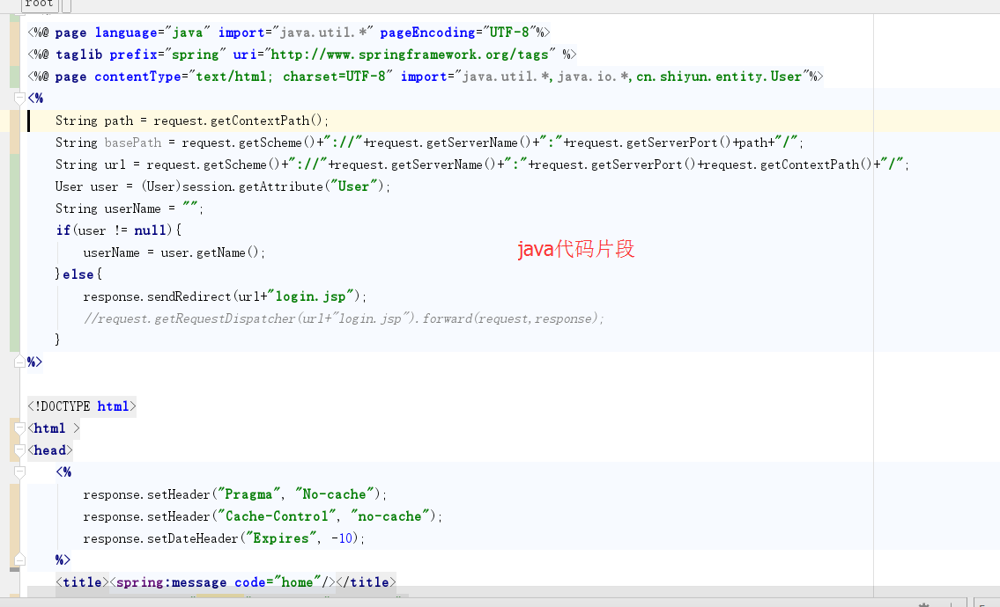 root
<%@ page language="java" import="java.util.*" pageEncoding="UTF-8"%>
<%@ taglib prefix="spring" uri="http://www.springframework.org/tags" %>
<%@ page contentType="text/html; charset=UTF-8" import="java.util.*,java.io.*,cn.shiyun.entity.User"%>
<%
    String path = request.getContextPath();
    String basePath = request.getScheme()+"://"+request.getServerName()+":"+request.getServerPort()+path+"/";
    String url = request.getScheme()+"://"+request.getServerName()+":"+request.getServerPort()+request.getContextPath()+"/";
    User user = (User)session.getAttribute("User");
    String userName = "";
    if(user != null){
java代码片段
        userName = user.getName();
    }else{
        response.sendRedirect(url+"login.jsp");
        //request.getRequestDispatcher(url+"login.jsp").forward(request,response);
    }
%>
<!DOCTYPE html>
<html >
<head>
    <%
        response.setHeader("Pragma", "No-cache");
        response.setHeader("Cache-Control", "no-cache");
        response.setDateHeader("Expires", -10);
    %>
    <title><spring:message code="home"/></title>